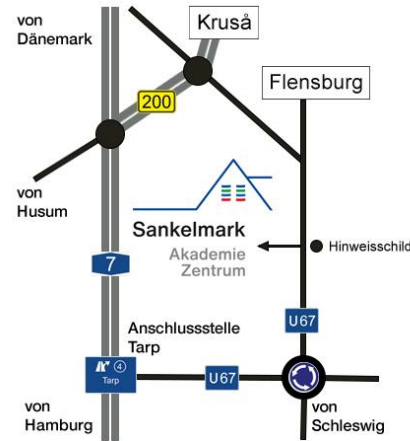 von
Dänemark
Kruså
Flensburg
200
von
Husum
Sankelmark
Akademie
Zentrum
Hinweisschild
7
U67
Anschlussstelle
Tarp
4
Tarp
U67
von
Hamburg
von
Schleswig